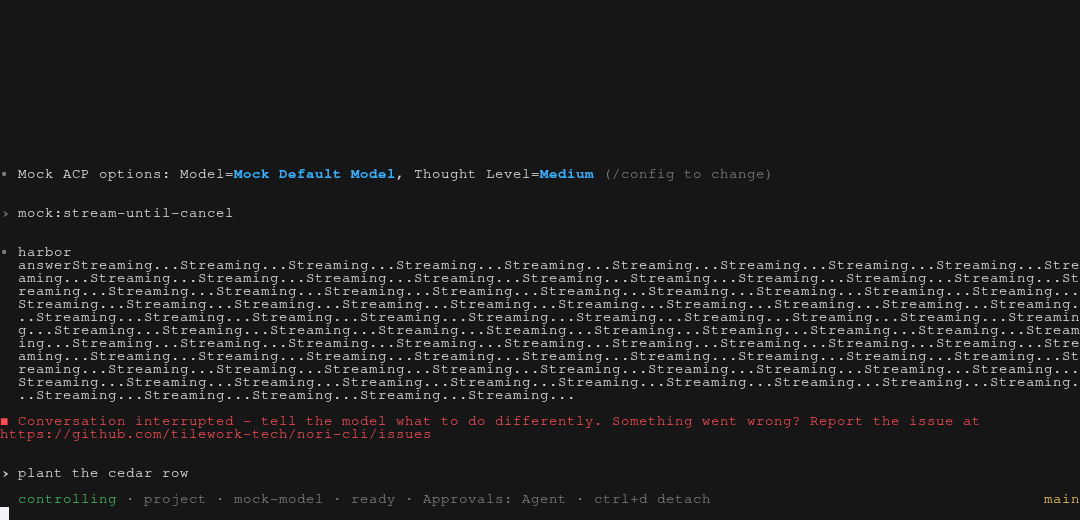 • Mock ACP options: Model=Mock Default Model, Thought Level=Medium (/config to change)
› mock:stream-until-cancel
• harbor
answerStreaming...Streaming...Streaming...Streaming...Streaming...Streaming...Streaming...Streaming...Streaming...Stre
aming...Streaming...Streaming...Streaming...Streaming...Streaming...Streaming...Streaming...Streaming...Streaming...St
reaming...Streaming...Streaming...Streaming...Streaming...Streaming...Streaming...Streaming...Streaming...Streaming...
Streaming...Streaming...Streaming...Streaming...Streaming...Streaming...Streaming...Streaming...Streaming...Streaming.
..Streaming...Streaming...Streaming...Streaming...Streaming...Streaming...Streaming...Streaming...Streaming...Streamin
g...Streaming...Streaming...Streaming...Streaming...Streaming...Streaming...Streaming...Streaming...Streaming...Stream
ing...Streaming...Streaming...Streaming...Streaming...Streaming...Streaming...Streaming...Streaming...Streaming...Stre
aming...Streaming...Streaming...Streaming...Streaming...Streaming...Streaming...Streaming...Streaming...Streaming...St
reaming...Streaming...Streaming...Streaming...Streaming...Streaming...Streaming...Streaming...Streaming...Streaming...
Streaming...Streaming...Streaming...Streaming...Streaming...Streaming...Streaming...Streaming...Streaming...Streaming.
..Streaming...Streaming...Streaming...Streaming...Streaming...
■ Conversation interrupted - tell the model what to do differently. Something went wrong? Report the issue at
https://github.com/tilework-tech/nori-cli/issues
› plant the cedar row
controlling · project · mock-model · ready · Approvals: Agent · ctrl+d detach main